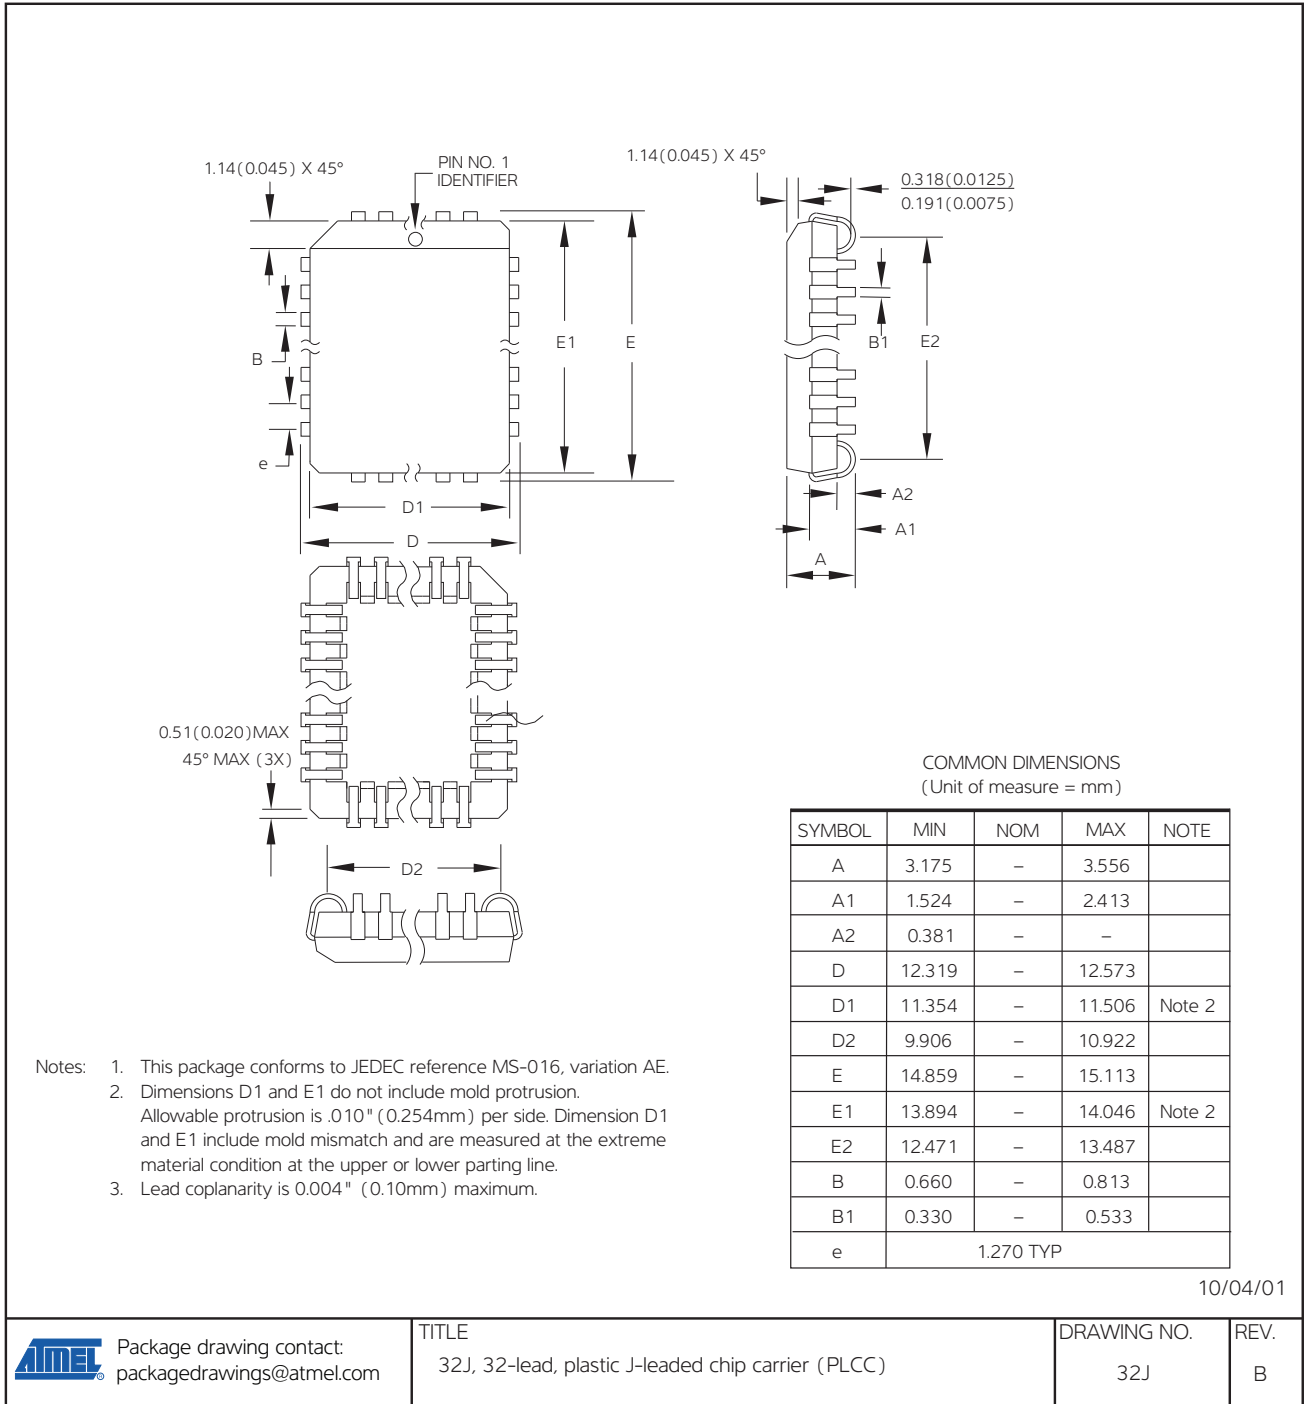 1.14(0.045) X 45°
PIN NO. 1
IDENTIFIER
1.14(0.045) X 45°
0.318(0.0125)
0.191(0.0075)
B
e
E1
E
B1
E2
D1
D
A2
A1
A
0.51(0.020)MAX
45° MAX (3X)
D2
COMMON DIMENSIONS
(Unit of measure = mm)
SYMBOL MIN NOM MAX NOTE
A 3.175 – 3.556
A1 1.524 – 2.413
A2 0.381 – –
D 12.319 – 12.573
D1 11.354 – 11.506 Note 2
D2 9.906 – 10.922
E 14.859 – 15.113
E1 13.894 – 14.046 Note 2
E2 12.471 – 13.487
B 0.660 – 0.813
B1 0.330 – 0.533
e 1.270 TYP
Notes: 1. This package conforms to JEDEC reference MS-016, variation AE.
2. Dimensions D1 and E1 do not include mold protrusion.
Allowable protrusion is .010"(0.254mm) per side. Dimension D1
and E1 include mold mismatch and are measured at the extreme
material condition at the upper or lower parting line.
3. Lead coplanarity is 0.004" (0.10mm) maximum.
10/04/01
ATMEL ®
Package drawing contact:
packagedrawings@atmel.com
TITLE
32J, 32-lead, plastic J-leaded chip carrier (PLCC)
DRAWING NO.
32J
REV.
B